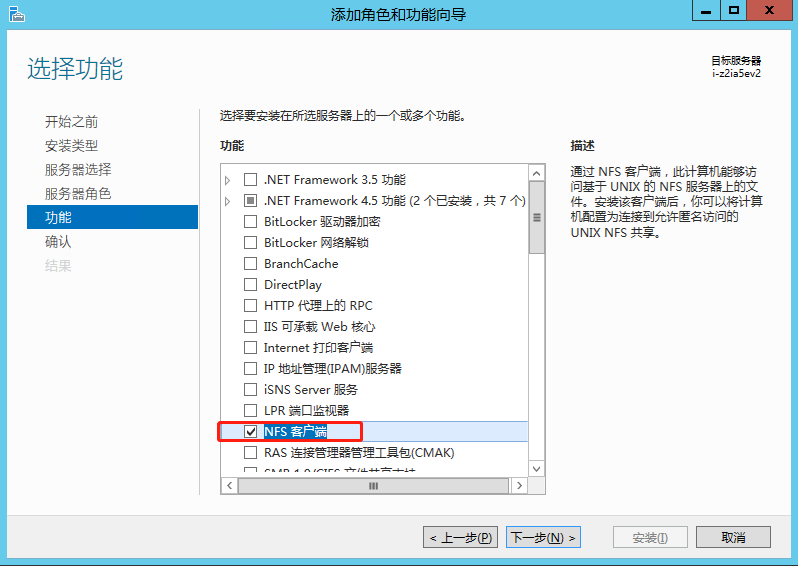 添加角色和功能向导
选择功能
目标服务器
i-z2ia5ev2
开始之前
安装类型
服务器选择
服务器角色
功能
确认
结果
选择要安装在所选服务器上的一个或多个功能。
功能
.NET Framework 3.5 功能
.NET Framework 4.5 功能 (2 个已安装，共 7 个)
BitLocker 驱动器加密
BitLocker 网络解锁
BranchCache
DirectPlay
HTTP 代理上的 RPC
IIS 可承载 Web 核心
Internet 打印客户端
IP 地址管理(IPAM)服务器
iSNS Server 服务
LPR 端口监视器
NFS 客户端
RAS 连接管理器管理工具包(CMAK)
SMB 1.0/CIFS 文件共享支持
描述
通过 NFS 客户端，此计算机能够访
问基于 UNIX 的 NFS 服务器上的文
件。安装该客户端后，你可以将计算
机配置为连接到允许匿名访问的
UNIX NFS 共享。
< 上一步(P)
下一步(N) >
安装(I)
取消